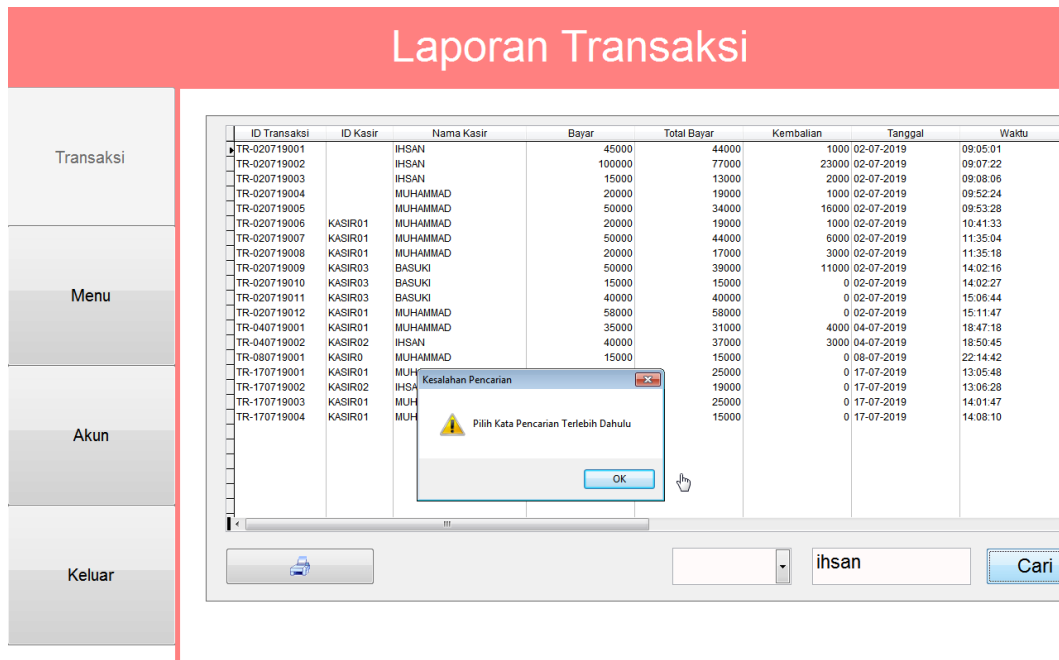 Laporan Transaksi
Transaksi
Menu
Akun
Keluar
ID Transaksi ID Kasir Nama Kasir Bayar Total Bayar Kembalian Tanggal Waktu
TR-020719001 IHSAN 45000 44000 1000 02-07-2019 09:05:01
TR-020719002 IHSAN 100000 77000 23000 02-07-2019 09:07:22
TR-020719003 IHSAN 15000 13000 2000 02-07-2019 09:08:06
TR-020719004 MUHAMMAD 20000 19000 1000 02-07-2019 09:52:24
TR-020719005 MUHAMMAD 50000 34000 16000 02-07-2019 09:53:28
TR-020719006 KASIR01 MUHAMMAD 20000 19000 1000 02-07-2019 10:41:33
TR-020719007 KASIR01 MUHAMMAD 50000 44000 6000 02-07-2019 11:35:04
TR-020719008 KASIR01 MUHAMMAD 20000 17000 3000 02-07-2019 11:35:18
TR-020719009 KASIR03 BASUKI 50000 39000 11000 02-07-2019 14:02:16
TR-020719010 KASIR03 BASUKI 15000 15000 0 02-07-2019 14:02:27
TR-020719011 KASIR03 BASUKI 40000 40000 0 02-07-2019 15:06:44
TR-020719012 KASIR01 MUHAMMAD 58000 58000 0 02-07-2019 15:11:47
TR-040719001 KASIR01 MUHAMMAD 35000 31000 4000 04-07-2019 18:47:18
TR-040719002 KASIR02 IHSAN 40000 37000 3000 04-07-2019 18:50:45
TR-080719001 KASIR0 MUHAMMAD 15000 15000 0 08-07-2019 22:14:42
TR-170719001 KASIR01 MUH 25000 0 17-07-2019 13:05:48
TR-170719002 KASIR02 IHSA 19000 0 17-07-2019 13:06:28
TR-170719003 KASIR01 MUH 25000 0 17-07-2019 14:01:47
TR-170719004 KASIR01 MUH 15000 0 17-07-2019 14:08:10
Kesalahan Pencarian
Pilih Kata Pencarian Terlebih Dahulu
OK
ihsan
Cari